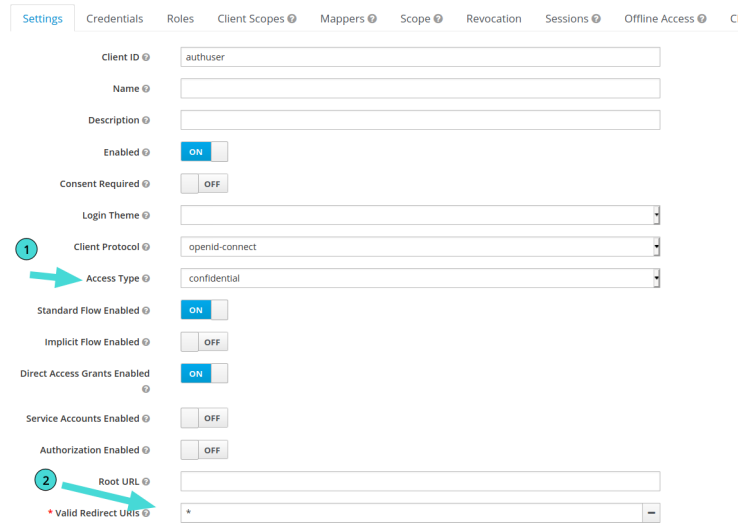 Settings Credentials Roles Client Scopes Mappers Scope Revocation Sessions Offline Access
Client ID authuser
Name
Description
Enabled ON
Consent Required OFF
Login Theme
Client Protocol openid-connect
1
Access Type confidential
Standard Flow Enabled ON
Implicit Flow Enabled OFF
Direct Access Grants Enabled ON
Service Accounts Enabled OFF
Authorization Enabled OFF
2
Root URL
* Valid Redirect URIs *